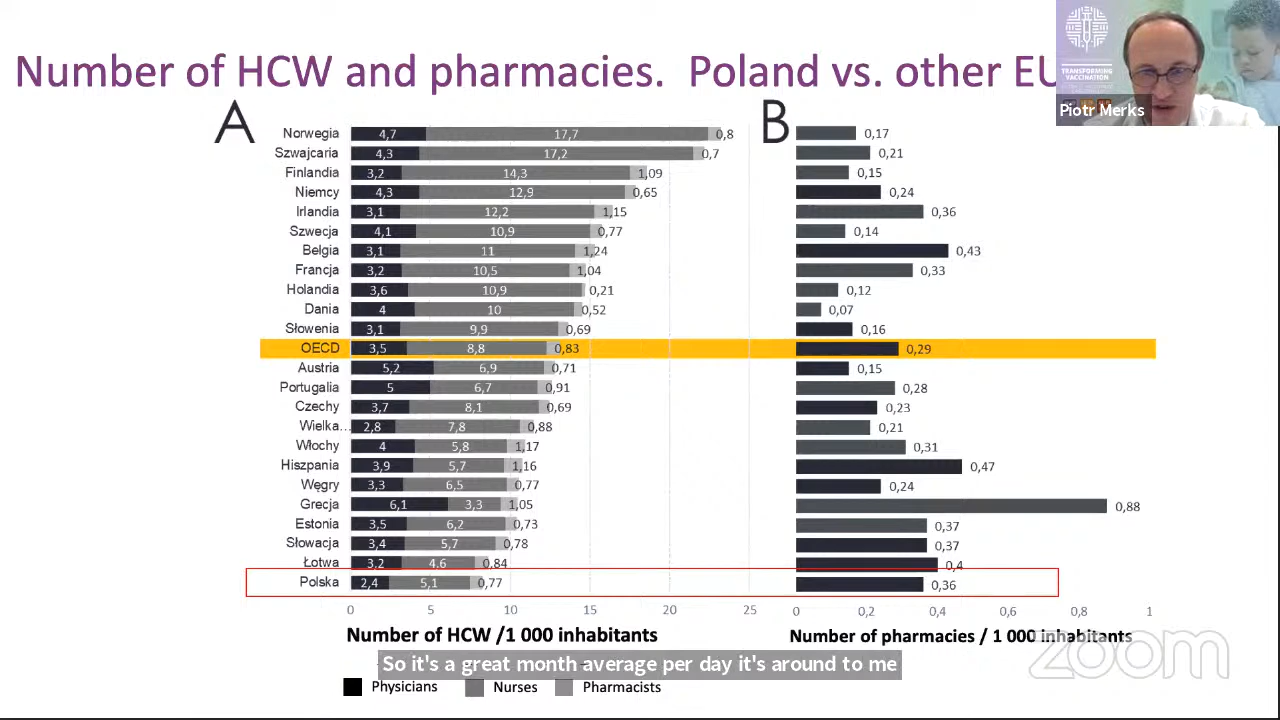 Number of HCW and pharmacies. Poland vs. other EU
TRANSFORMING
VACCINATION
Piotr Merks
A
B
Norwegia 4,7 17,7 0,8 0,17
Szwajcaria 4,3 17,2 0,7 0,21
Finlandia 3,2 14,3 1,09 0,15
Niemcy 4,3 12,9 0,65 0,24
Irlandia 3,1 12,2 1,15 0,36
Szwecja 4,1 10,9 0,77 0,14
Belgia 3,1 11 1,24 0,43
Francja 3,2 10,5 1,04 0,33
Holandia 3,6 10,9 0,21 0,12
Dania 4 10 0,52 0,07
Słowenia 3,1 9,9 0,69 0,16
OECD 3,5 8,8 0,83 0,29
Austria 5,2 6,9 0,71 0,15
Portugalia 5 6,7 0,91 0,28
Czechy 3,7 8,1 0,69 0,23
Wielka... 2,8 7,8 0,88 0,21
Włochy 4 5,8 1,17 0,31
Hiszpania 3,9 5,7 1,16 0,47
Węgry 3,3 6,5 0,77 0,24
Grecja 6,1 3,3 1,05 0,88
Estonia 3,5 6,2 0,73 0,37
Słowacja 3,4 5,7 0,78 0,37
Łotwa 3,2 4,6 0,84 0,4
Polska 2,4 5,1 0,77 0,36
0 5 10 15 20 25 0 0,2 0,4 0,6 0,8 1
Number of HCW /1 000 inhabitants
Number of pharmacies / 1 000 inhabitants
zoom
So it's a great month average per day it's around to me
Physicians Nurses Pharmacists